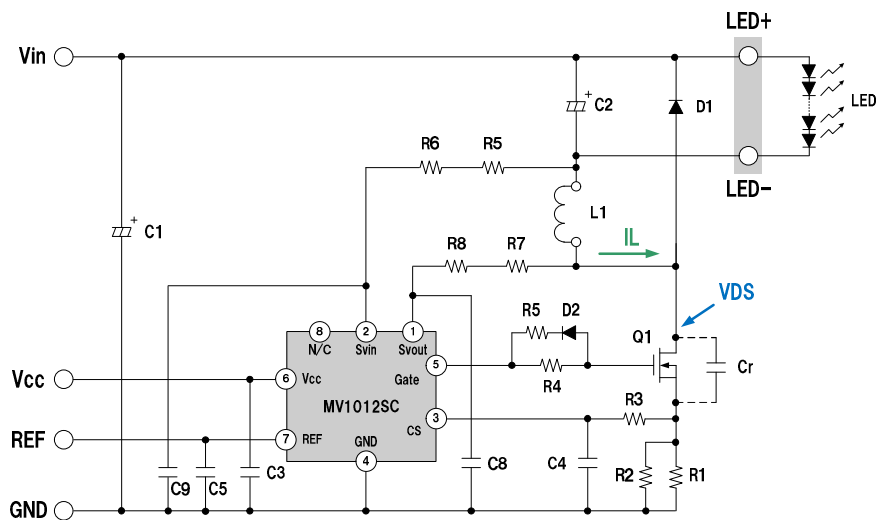 LED+
Vin
C2
D1
LED
R6
R5
LED-
C1
L1
IL
R8
R7
VDS
8
2
1
N/C
Svin
Svout
R5
D2
Q1
Vcc
6
Vcc
5
Gate
R4
Cr
MV1012SC
3
CS
R3
REF
7
REF
GND
4
C9
C5
C3
C8
C4
R2
R1
GND
+
+